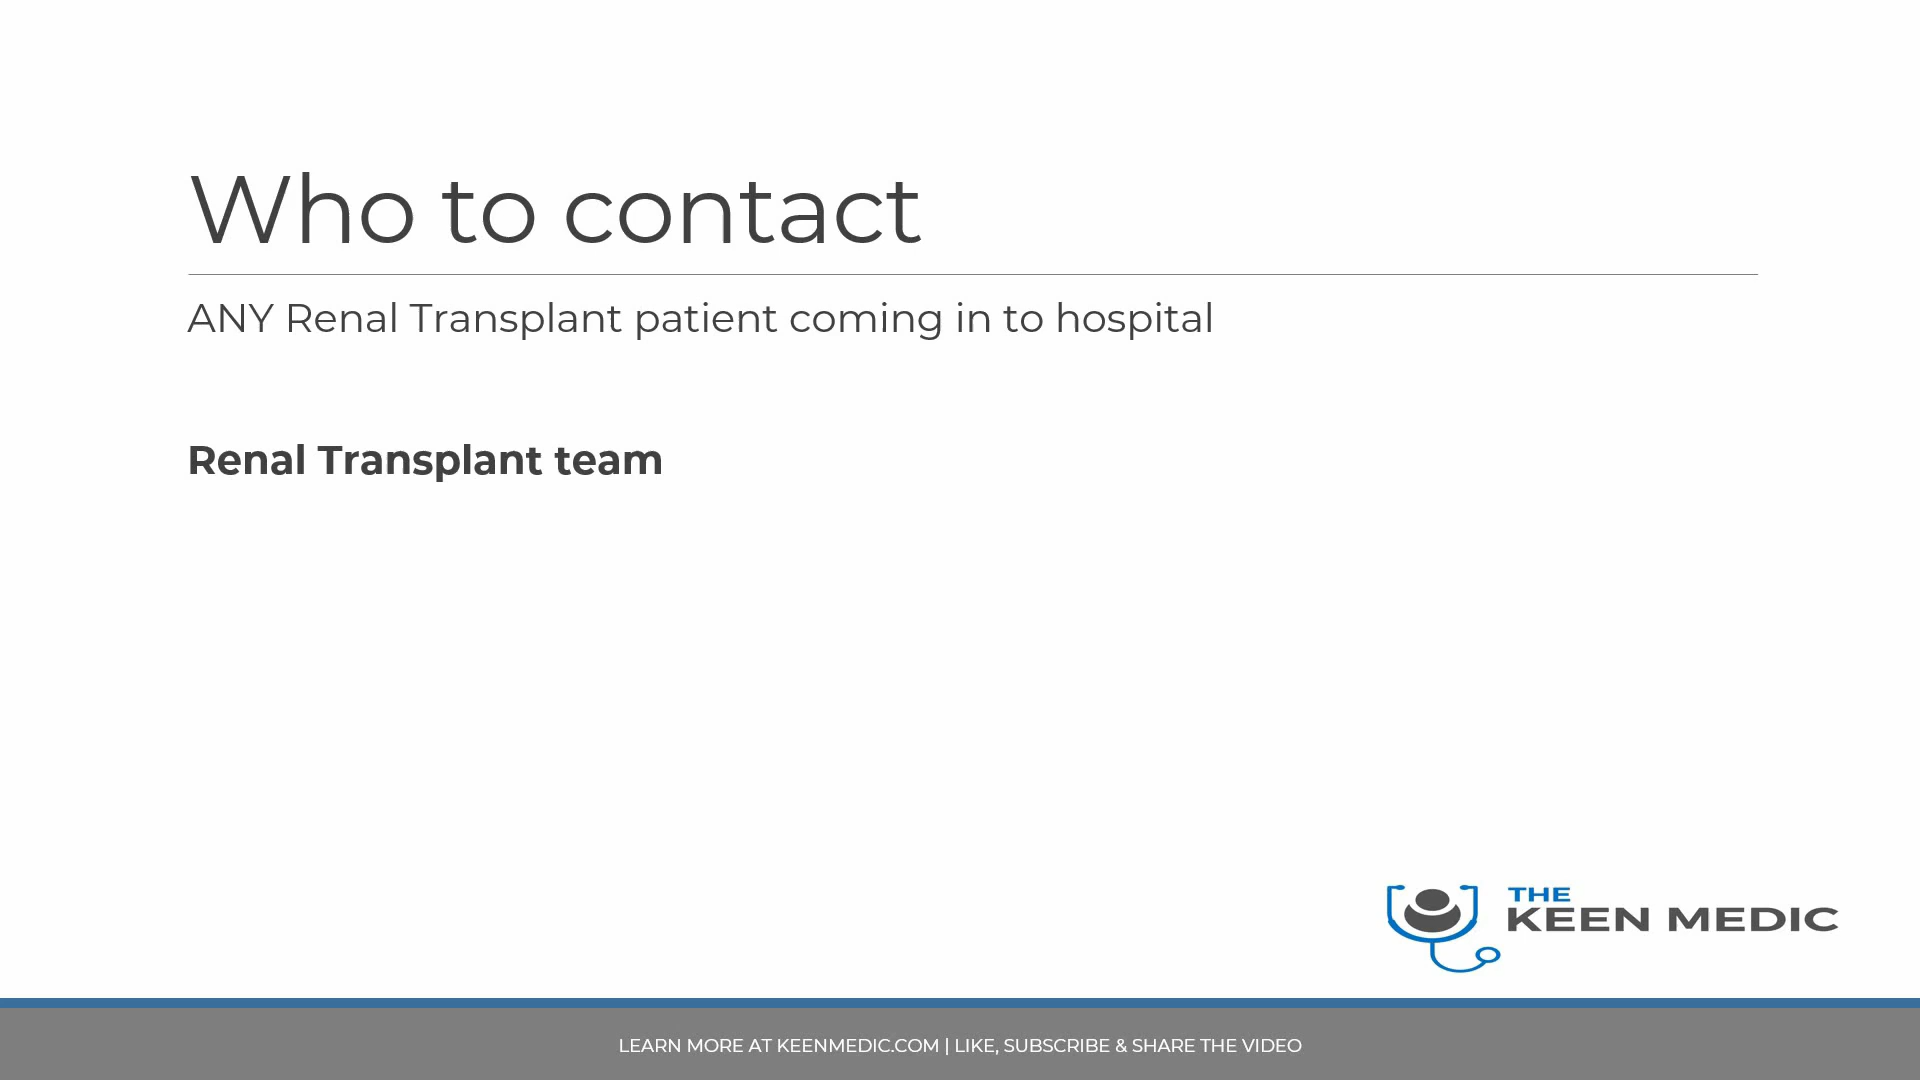 Who to contact
ANY Renal Transplant patient coming in to hospital
Renal Transplant team
THE
KEEN MEDIC
LEARN MORE AT KEENMEDIC.COM | LIKE, SUBSCRIBE & SHARE THE VIDEO